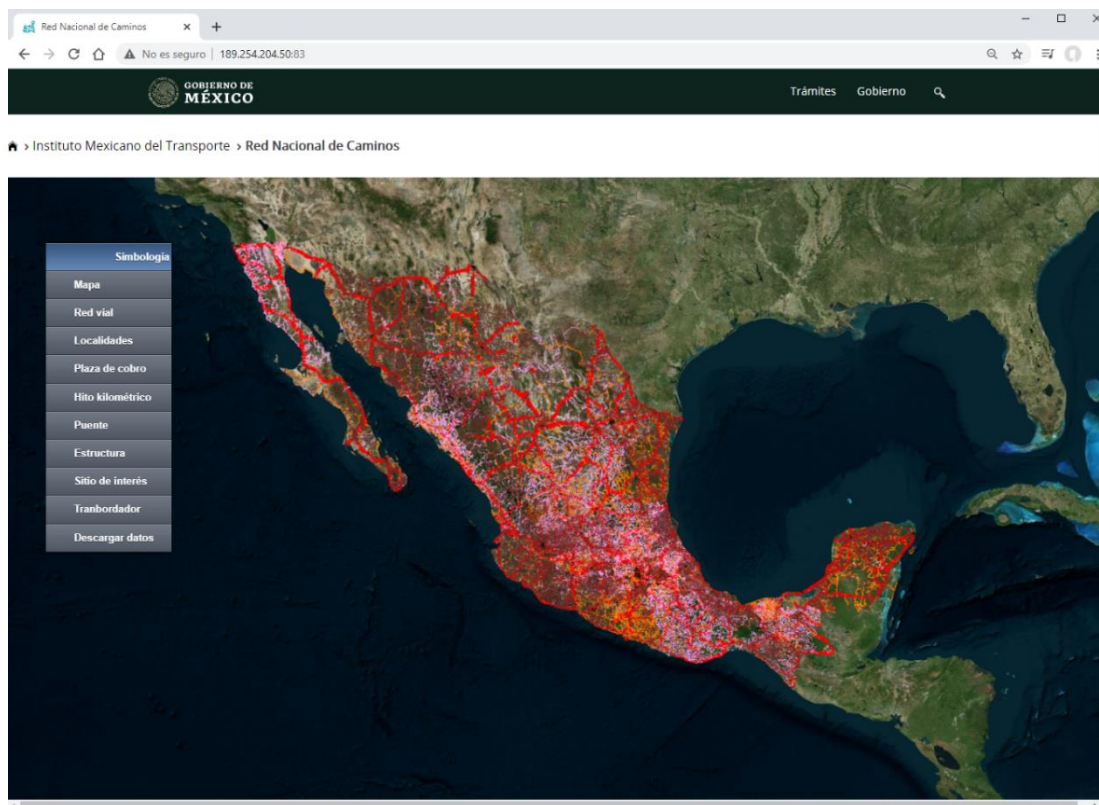 Red Nacional de Caminos
No es seguro | 189.254.204.50:83
GOBIERNO DE
MÉXICO
Trámites Gobierno
> Instituto Mexicano del Transporte > Red Nacional de Caminos
Simbología
Mapa
Red vial
Localidades
Plaza de cobro
Hito kilométrico
Puente
Estructura
Sitio de interés
Tranbordador
Descargar datos